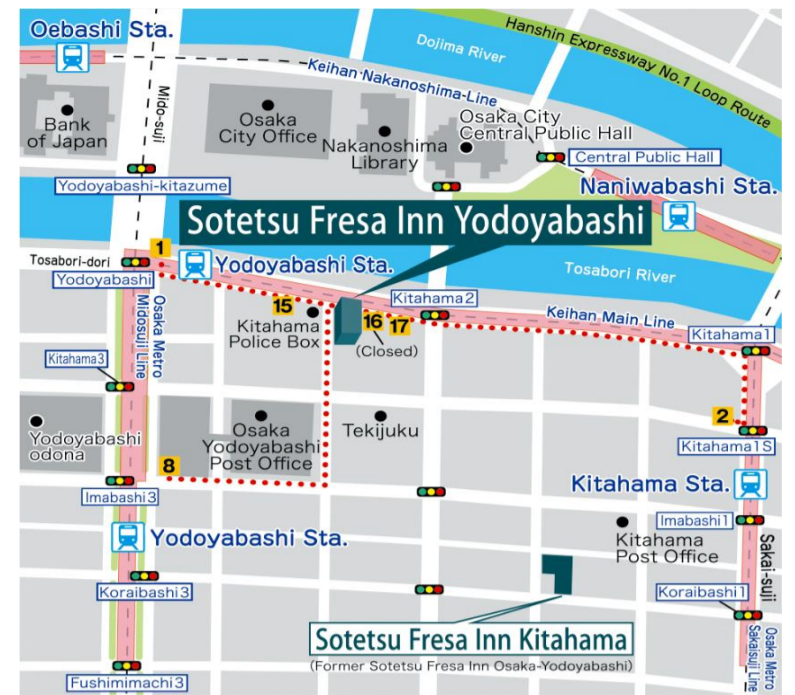 Oebashi Sta.
Hanshin Expressway No.1 Loop Route
Dojima River
Keihan Nakanoshima-Line
Mido-suji
Bank
of Japan
Osaka
City Office
Nakanoshima
Library
Osaka City
Central Public Hall
Central Public Hall
Yodoyabashi-kitazume
Naniwabashi Sta.
Sotetsu Fresa Inn Yodoyabashi
Tosabori-dori
1
Yodoyabashi Sta.
Tosabori River
Yodoyabashi
Kitahama2
Keihan Main Line
15
16
17
(Closed)
Kitahama
Police Box
Kitahama1
Osaka Metro
Midosuji Line
Kitahama3
2
Yodoyabashi
odona
Osaka
Yodoyabashi
Post Office
Tekijuku
Kitahama1S
8
Imabashi3
Kitahama Sta.
Yodoyabashi Sta.
Imabashi1
Kitahama
Post Office
Sakai-suji
Koraibashi3
Koraibashi1
Sotetsu Fresa Inn Kitahama
(Former Sotetsu Fresa Inn Osaka-Yodoyabashi)
Osaka Metro
Sakaisuji Line
Fushimimachi3